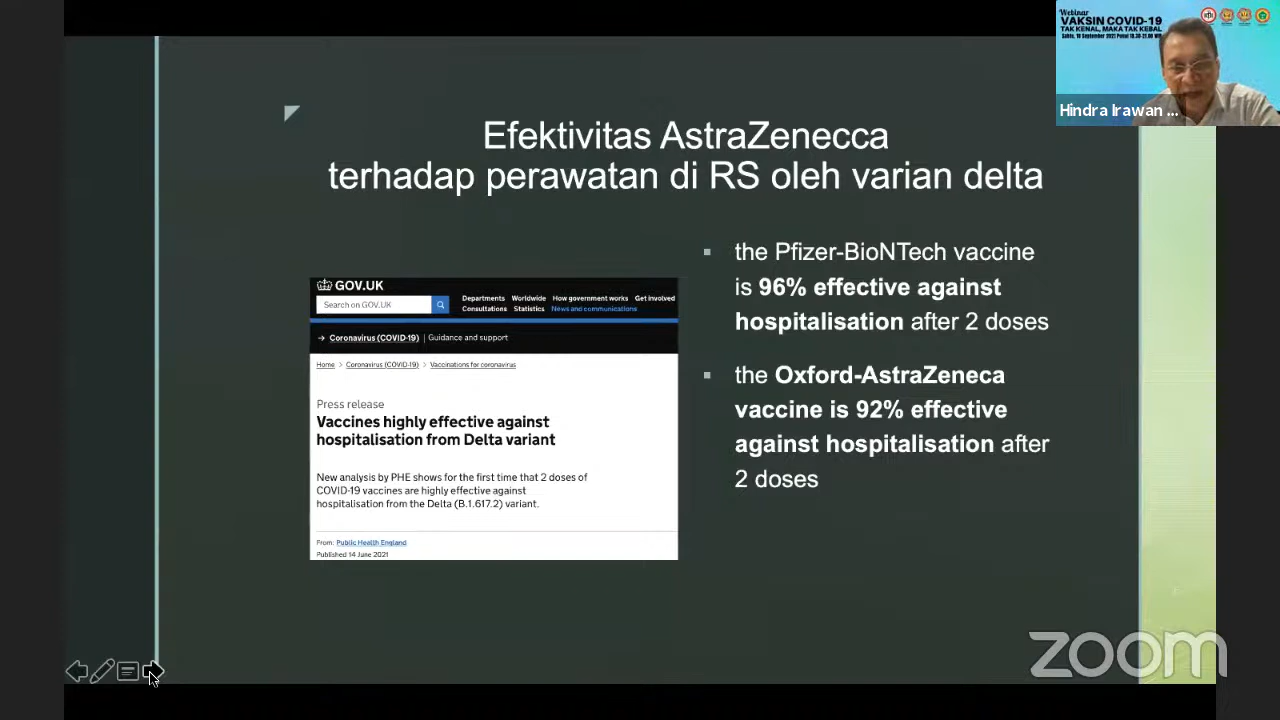 Webinar
VAKSIN COVID-19
TAK KENAL, MAKA TAK KEBAL
Sabtu, 18 September 2021 Pukul 18.30-21.00 WIB
Hindra Irawan ...
Efektivitas AstraZenecca
terhadap perawatan di RS oleh varian delta
GOV.UK
Search on GOV.UK
Departments Worldwide How government works Get involved
Consultations Statistics News and communications
→ Coronavirus (COVID-19) | Guidance and support
Home > Coronavirus (COVID-19) > Vaccinations for coronavirus
Press release
Vaccines highly effective against
hospitalisation from Delta variant
New analysis by PHE shows for the first time that 2 doses of
COVID-19 vaccines are highly effective against
hospitalisation from the Delta (B.1.617.2) variant.
From: Public Health England
Published 14 June 2021
the Pfizer-BioNTech vaccine
is 96% effective against
hospitalisation after 2 doses
the Oxford-AstraZeneca
vaccine is 92% effective
against hospitalisation after
2 doses
zoom